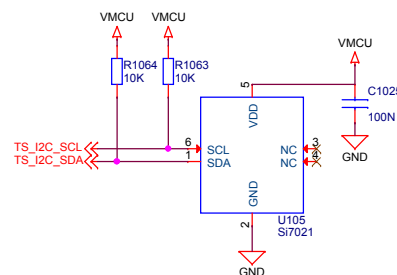 VMCU VMCU
VMCU
R1064 R1063
10K 10K
5
C1025
VDD
100N
TS_I2C_SCL 6 SCL NC 3
TS_I2C_SDA 1 SDA NC 4
GND
GND
U105
2 Si7021
GND